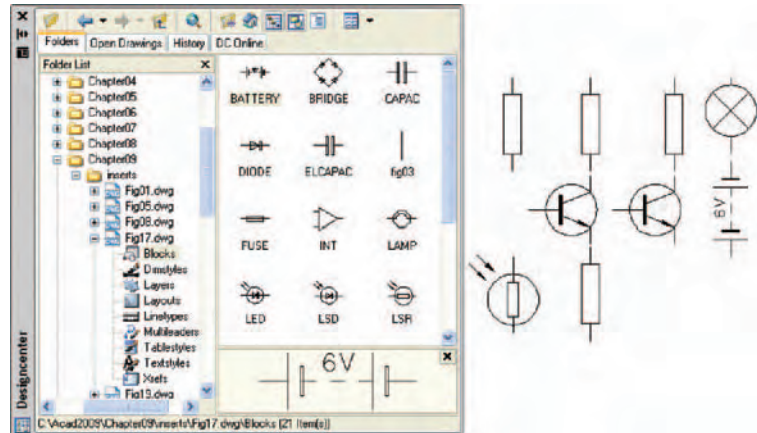 Folders
Open Drawings
History
DC Online
Folder List
Chapter04
Chapter05
Chapter06
Chapter07
Chapter08
Chapter09
inserts
Fig01.dwg
Fig05.dwg
Fig08.dwg
Fig17.dwg
Blocks
Dimstyles
Layers
Layouts
Linetypes
Multileaders
Tablestyles
Textstyles
Xrefs
Fig19.dwg
BATTERY
BRIDGE
CAPAC
DIODE
ELCAPAC
fig03
FUSE
INT
LAMP
LED
LSD
LSR
6V
Designcenter
C:\Acad2009\Chapter09\inserts\Fig17.dwg\Blocks (21 Item(s))
6V